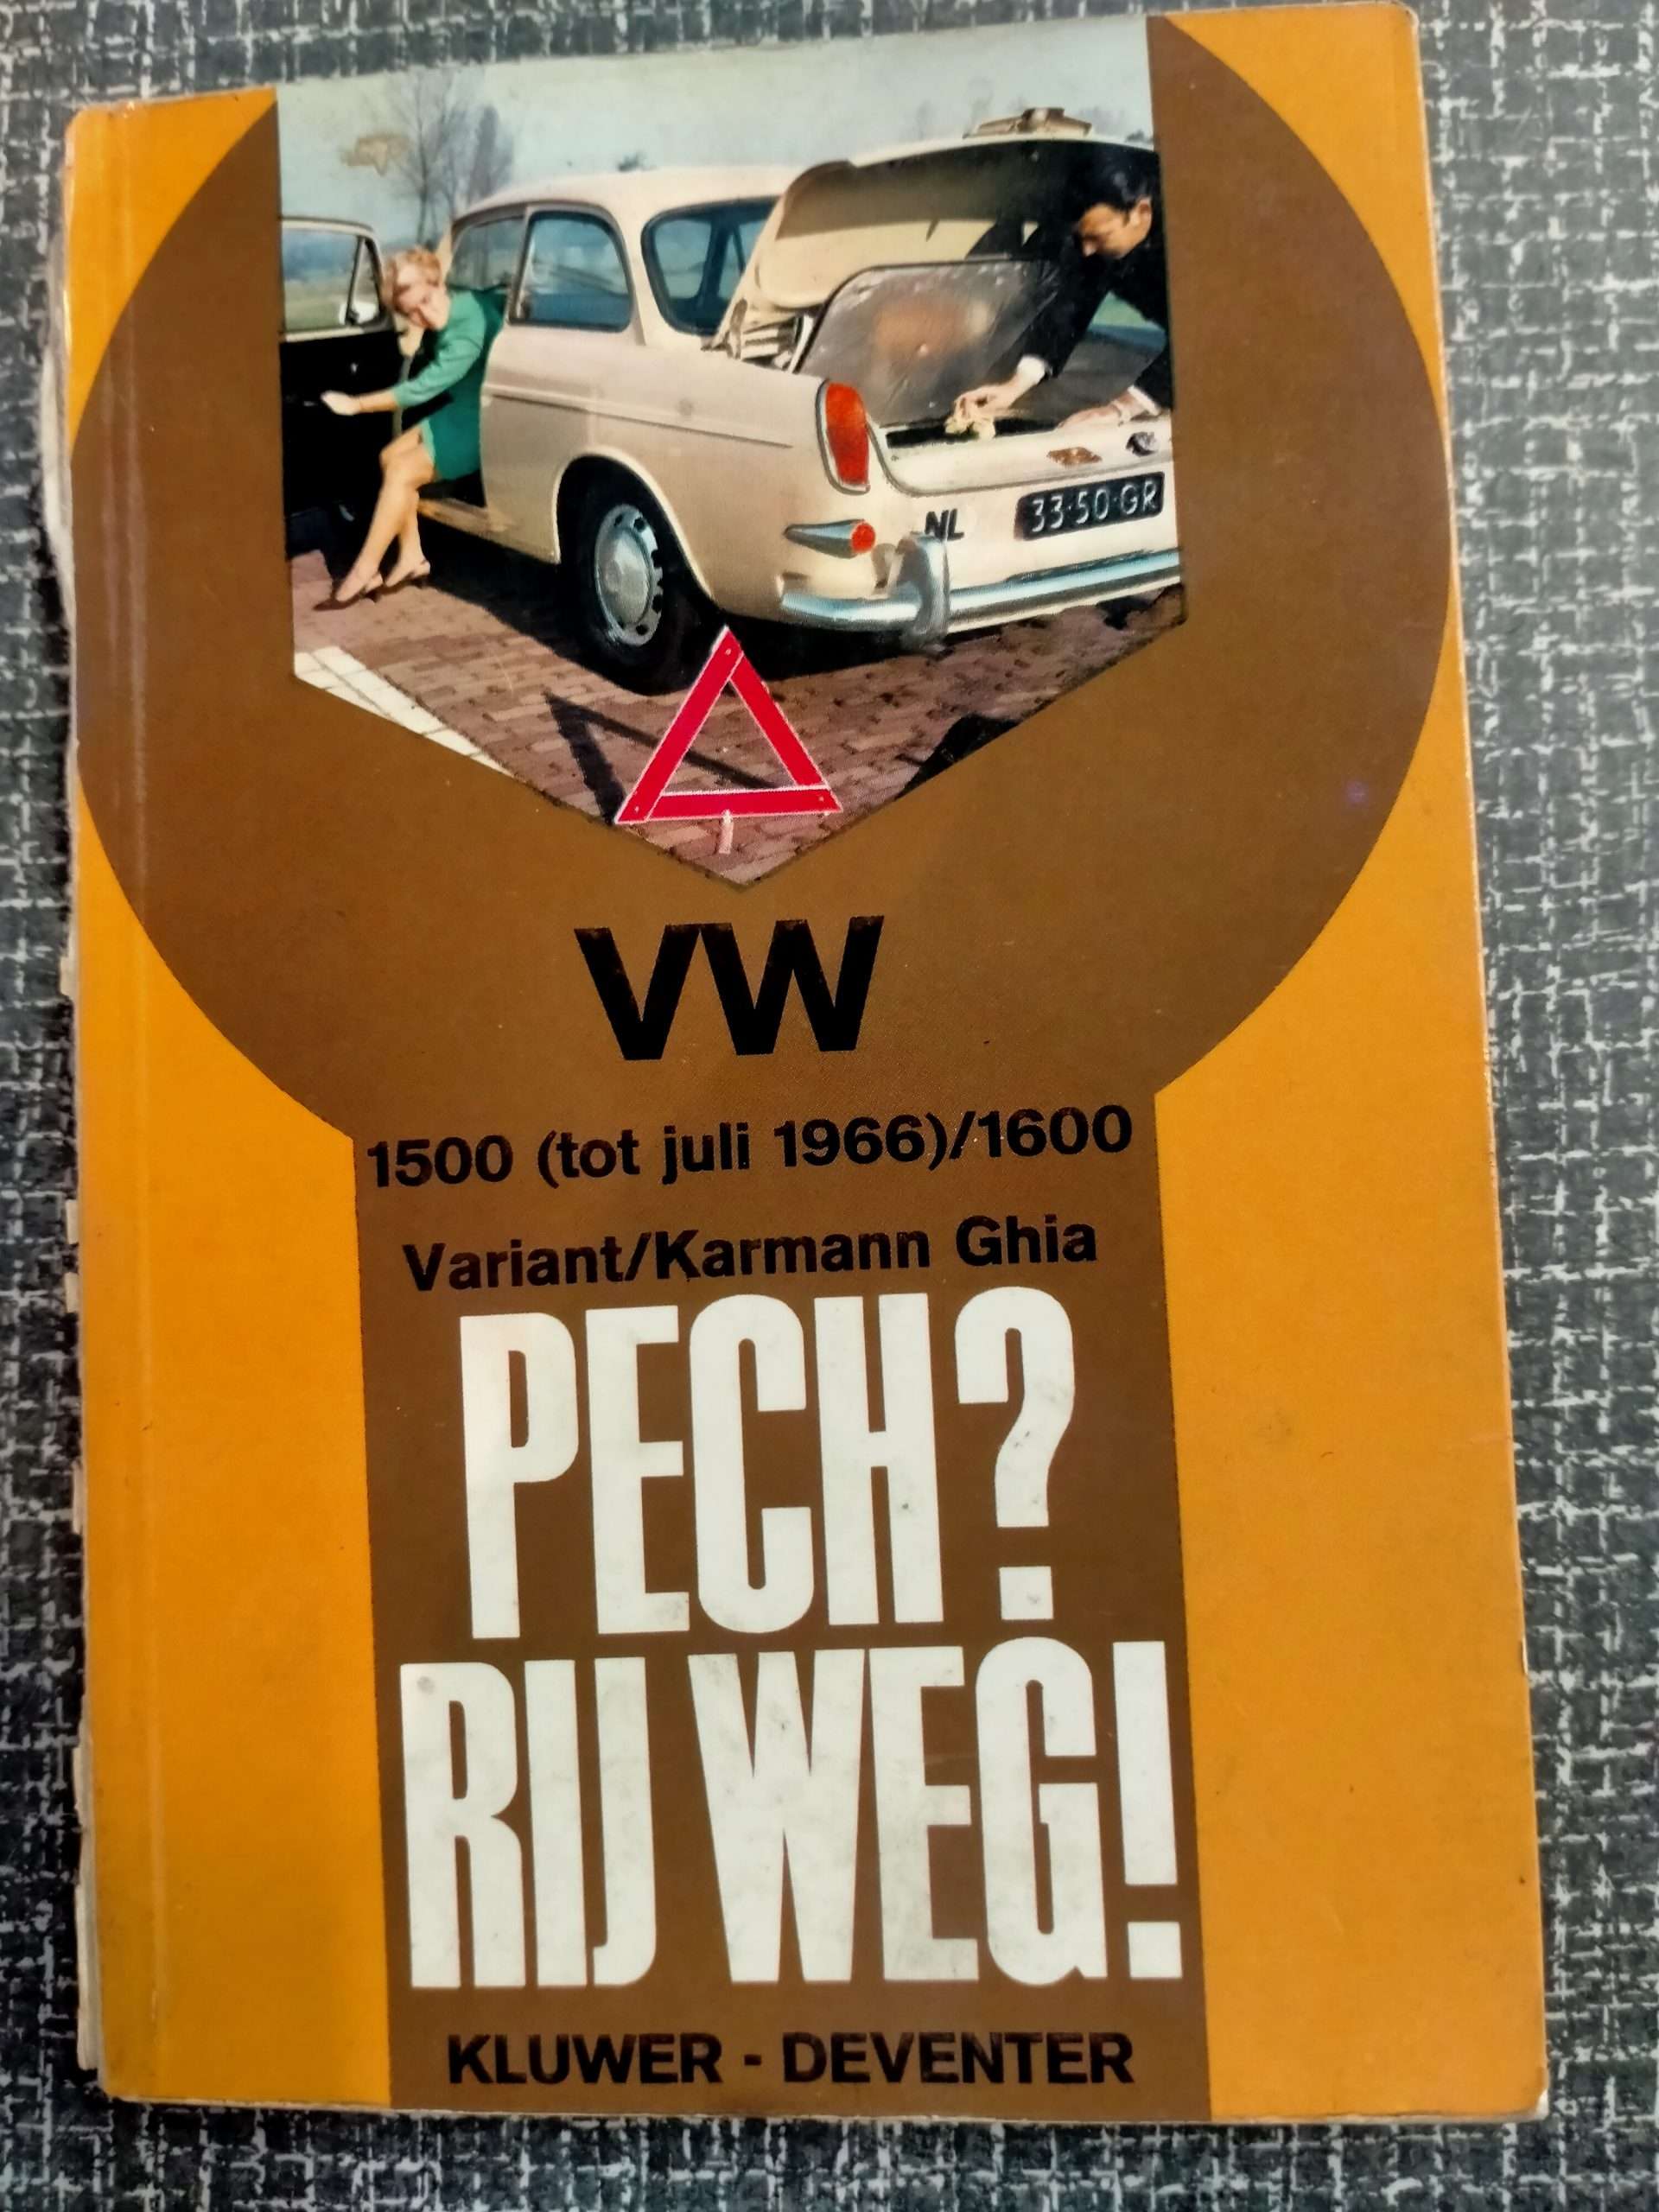 NL
33-50-GR
VW
1500 (tot juli 1966)/1600
Variant/Karmann Ghia
PECH?
RIJ WEG!
KLUWER - DEVENTER